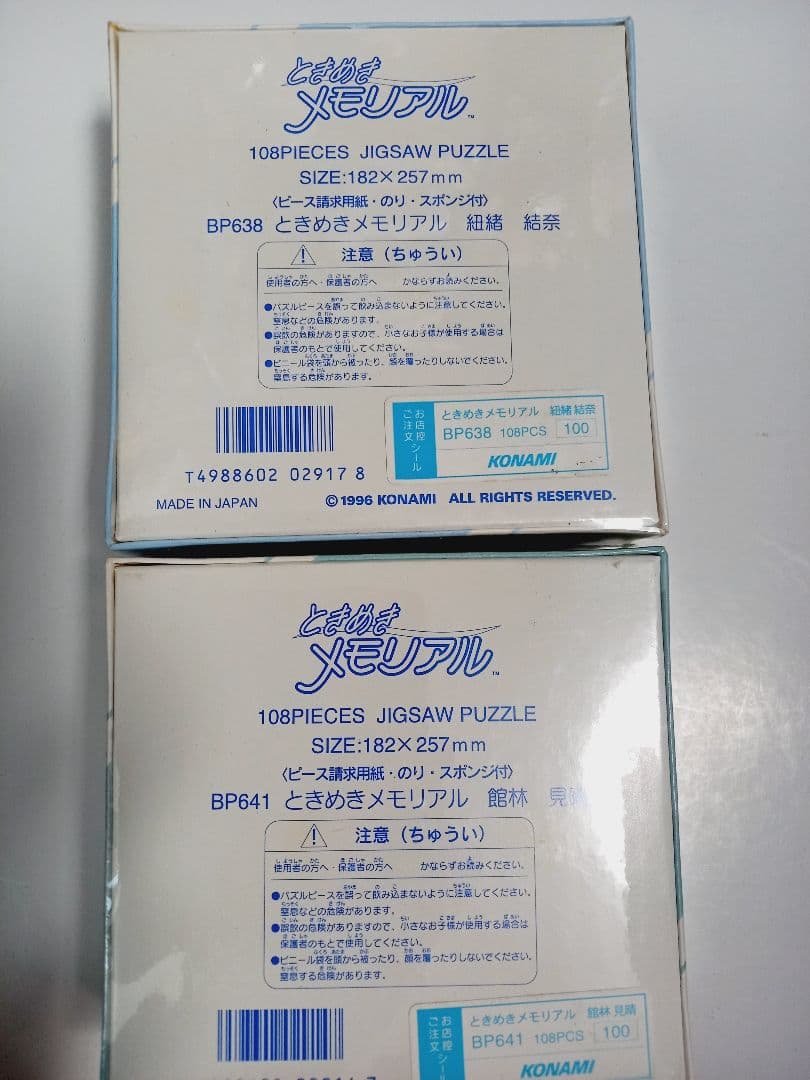 ときめき
メモリアル™
108PIECES JIGSAW PUZZLE
SIZE:182×257mm
〈ピース請求用紙・のり・スポンジ付〉
BP638 ときめきメモリアル 紐緒 結奈
注意（ちゅうい）
使用者の方へ・保護者の方へ かならずお読みください。
●パズルピースを誤って飲み込まないように注意してください。
窒息などの危険があります。
●誤飲の危険がありますので、小さなお子様が使用する場合は
保護者のもとで使用してください。
●ビニール袋を頭から被ったり、顔を覆ったりしないでください。
窒息する危険があります。
お店控
ご注文シール
ときめきメモリアル 紐緒 結奈
BP638 108PCS 100
KONAMI
T4988602 02917 8
MADE IN JAPAN ©1996 KONAMI ALL RIGHTS RESERVED.
ときめき
メモリアル™
108PIECES JIGSAW PUZZLE
SIZE:182×257mm
〈ピース請求用紙・のり・スポンジ付〉
BP641 ときめきメモリアル 館林 見晴
注意（ちゅうい）
使用者の方へ・保護者の方へ かならずお読みください。
●パズルピースを誤って飲み込まないように注意してください。
窒息などの危険があります。
●誤飲の危険がありますので、小さなお子様が使用する場合は
保護者のもとで使用してください。
●ビニール袋を頭から被ったり、顔を覆ったりしないでください。
窒息する危険があります。
お店控
ご注文シール
ときめきメモリアル 館林 見晴
BP641 108PCS 100
KONAMI